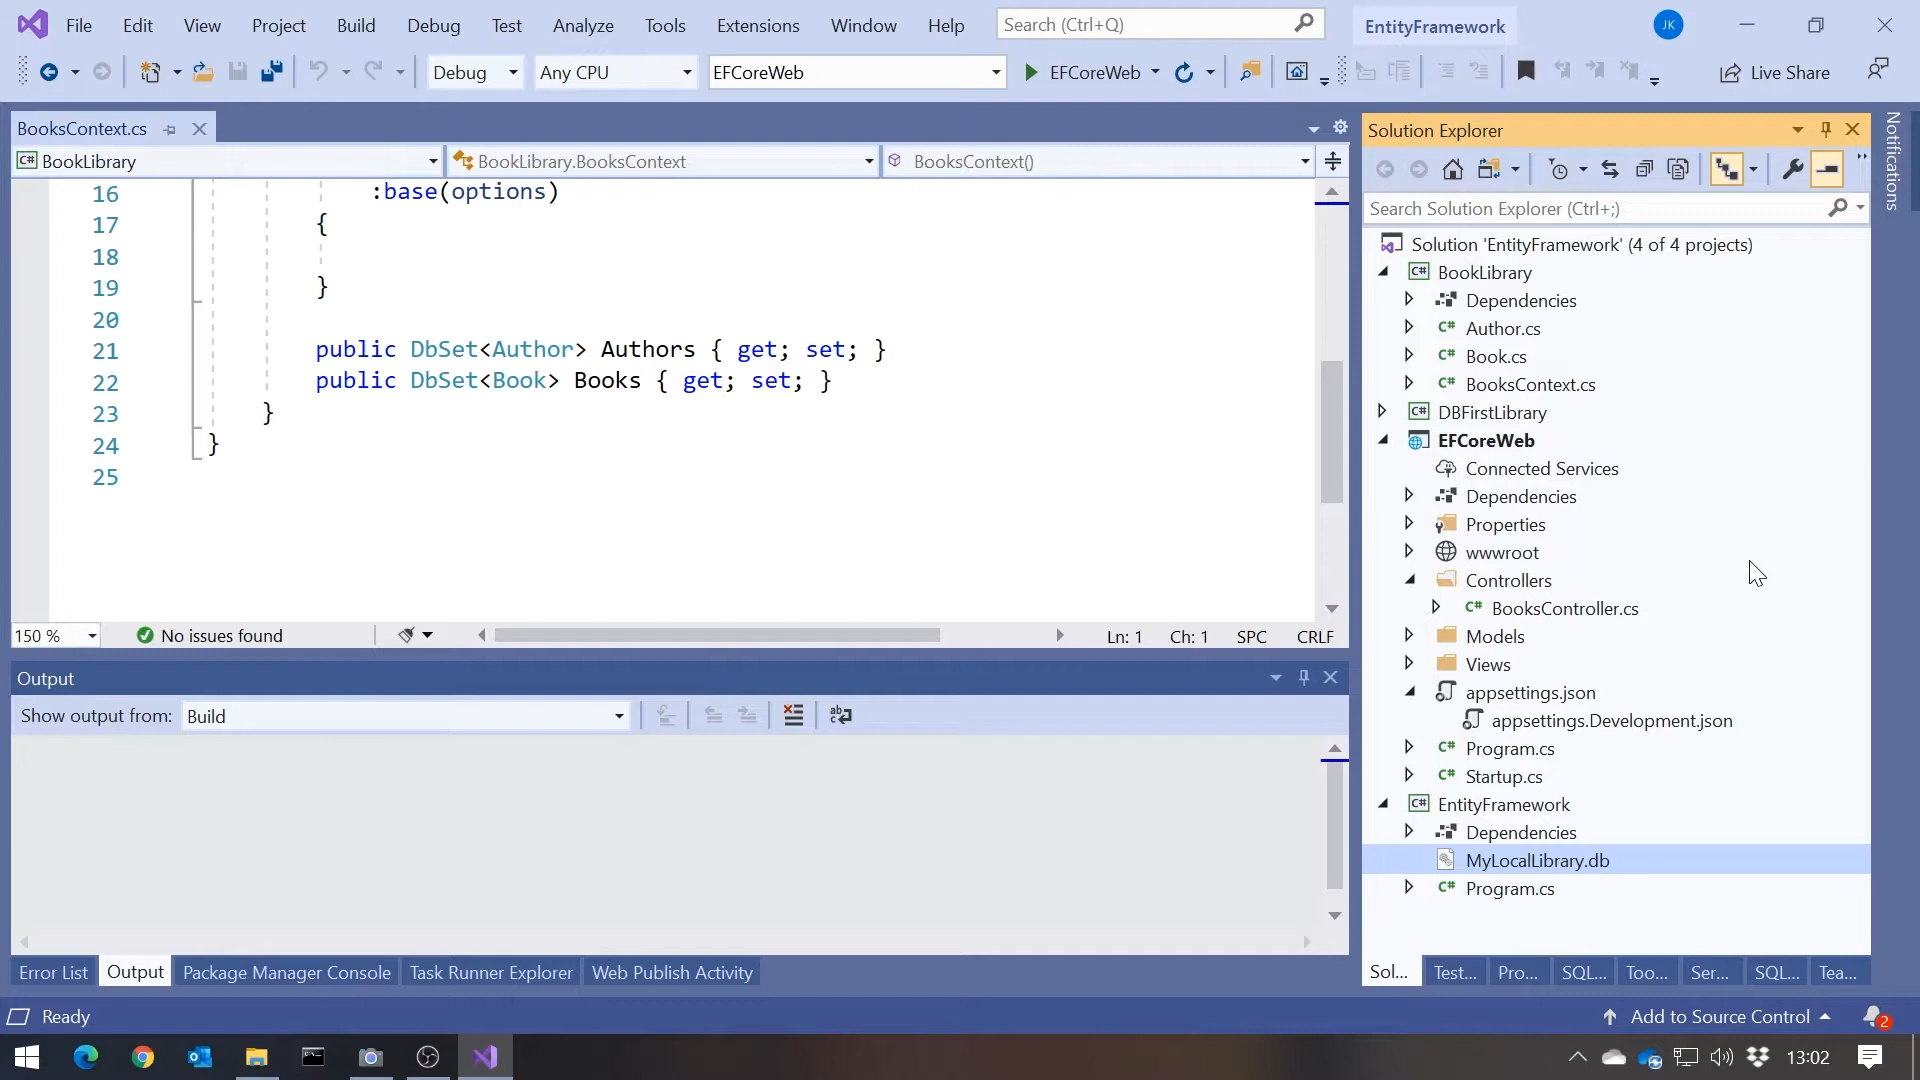 File Edit View Project Build Debug Test Analyze Tools Extensions Window Help Search (Ctrl+Q) EntityFramework JK
Debug Any CPU EFCoreWeb EFCoreWeb Live Share
BooksContext.cs
BookLibrary BookLibrary.BooksContext BooksContext()
16 :base(options)
17 {
18
19 }
20
21 public DbSet<Author> Authors { get; set; }
22 public DbSet<Book> Books { get; set; }
23 }
24 }
25
150 % No issues found Ln: 1 Ch: 1 SPC CRLF
Output
Show output from: Build
Error List Output Package Manager Console Task Runner Explorer Web Publish Activity
Solution Explorer
Search Solution Explorer (Ctrl+;)
Solution 'EntityFramework' (4 of 4 projects)
C# BookLibrary
Dependencies
C# Author.cs
C# Book.cs
C# BooksContext.cs
C# DBFirstLibrary
EFCoreWeb
Connected Services
Dependencies
Properties
wwwroot
Controllers
C# BooksController.cs
Models
Views
appsettings.json
appsettings.Development.json
C# Program.cs
C# Startup.cs
C# EntityFramework
Dependencies
MyLocalLibrary.db
C# Program.cs
Sol... Test... Pro... SQL... Too... Ser... SQL... Tea...
Notifications
Ready Add to Source Control 2
13:02